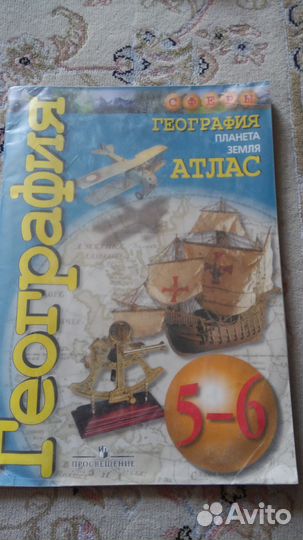 СФЕРЫ
ГЕОГРАФИЯ
ПЛАНЕТА
ЗЕМЛЯ
АТЛАС
География
5–6
ПРОСВЕЩЕНИЕ
Avito